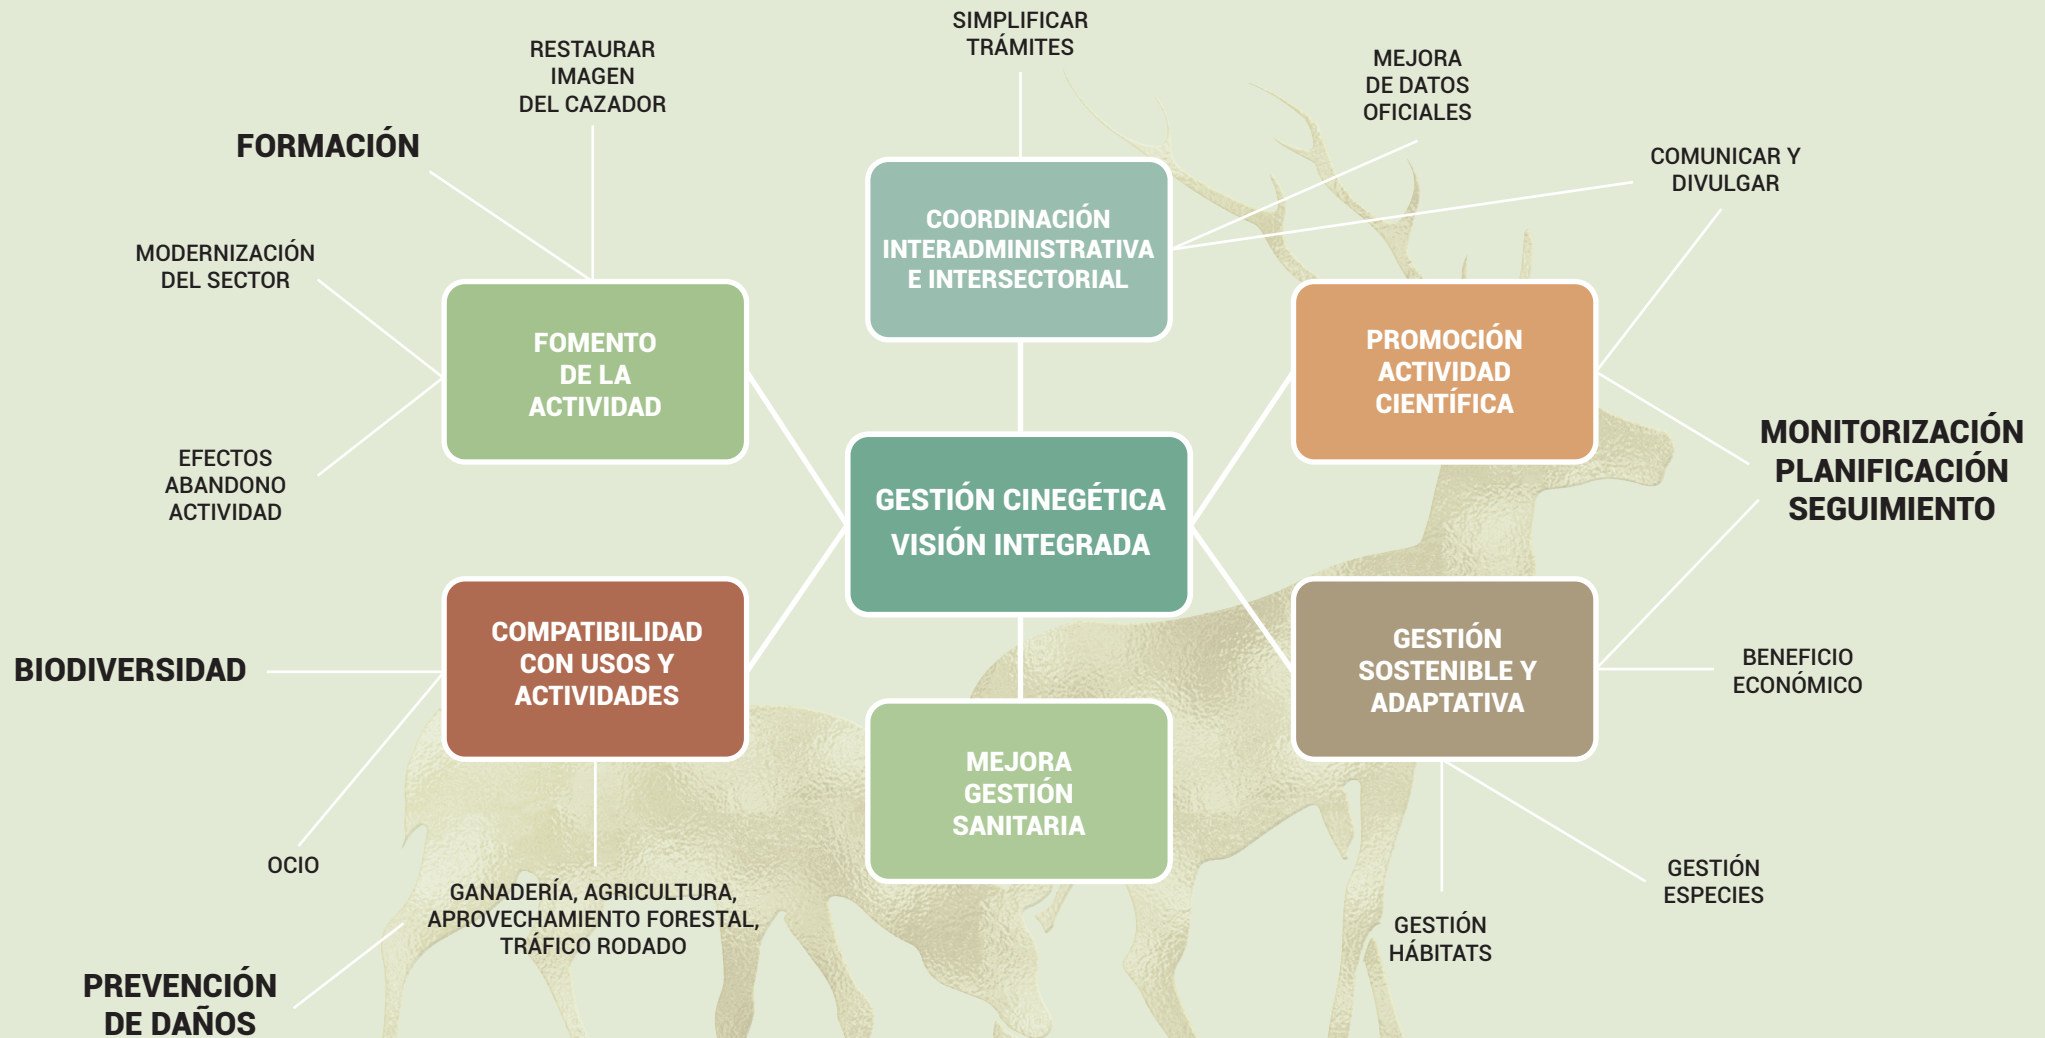 SIMPLIFICAR
TRÁMITES
RESTAURAR
IMAGEN
DEL CAZADOR
MEJORA
DE DATOS
OFICIALES
FORMACIÓN
COMUNICAR Y
DIVULGAR
MODERNIZACIÓN
DEL SECTOR
COORDINACIÓN
INTERADMINISTRATIVA
E INTERSECTORIAL
FOMENTO
DE LA
ACTIVIDAD
PROMOCIÓN
ACTIVIDAD
CIENTÍFICA
EFECTOS
ABANDONO
ACTIVIDAD
GESTIÓN CINEGÉTICA
VISIÓN INTEGRADA
MONITORIZACIÓN
PLANIFICACIÓN
SEGUIMIENTO
BIODIVERSIDAD
COMPATIBILIDAD
CON USOS Y
ACTIVIDADES
GESTIÓN
SOSTENIBLE Y
ADAPTATIVA
BENEFICIO
ECONÓMICO
MEJORA
GESTIÓN
SANITARIA
OCIO
GANADERÍA, AGRICULTURA,
APROVECHAMIENTO FORESTAL,
TRÁFICO RODADO
GESTIÓN
ESPECIES
GESTIÓN
HÁBITATS
PREVENCIÓN
DE DAÑOS